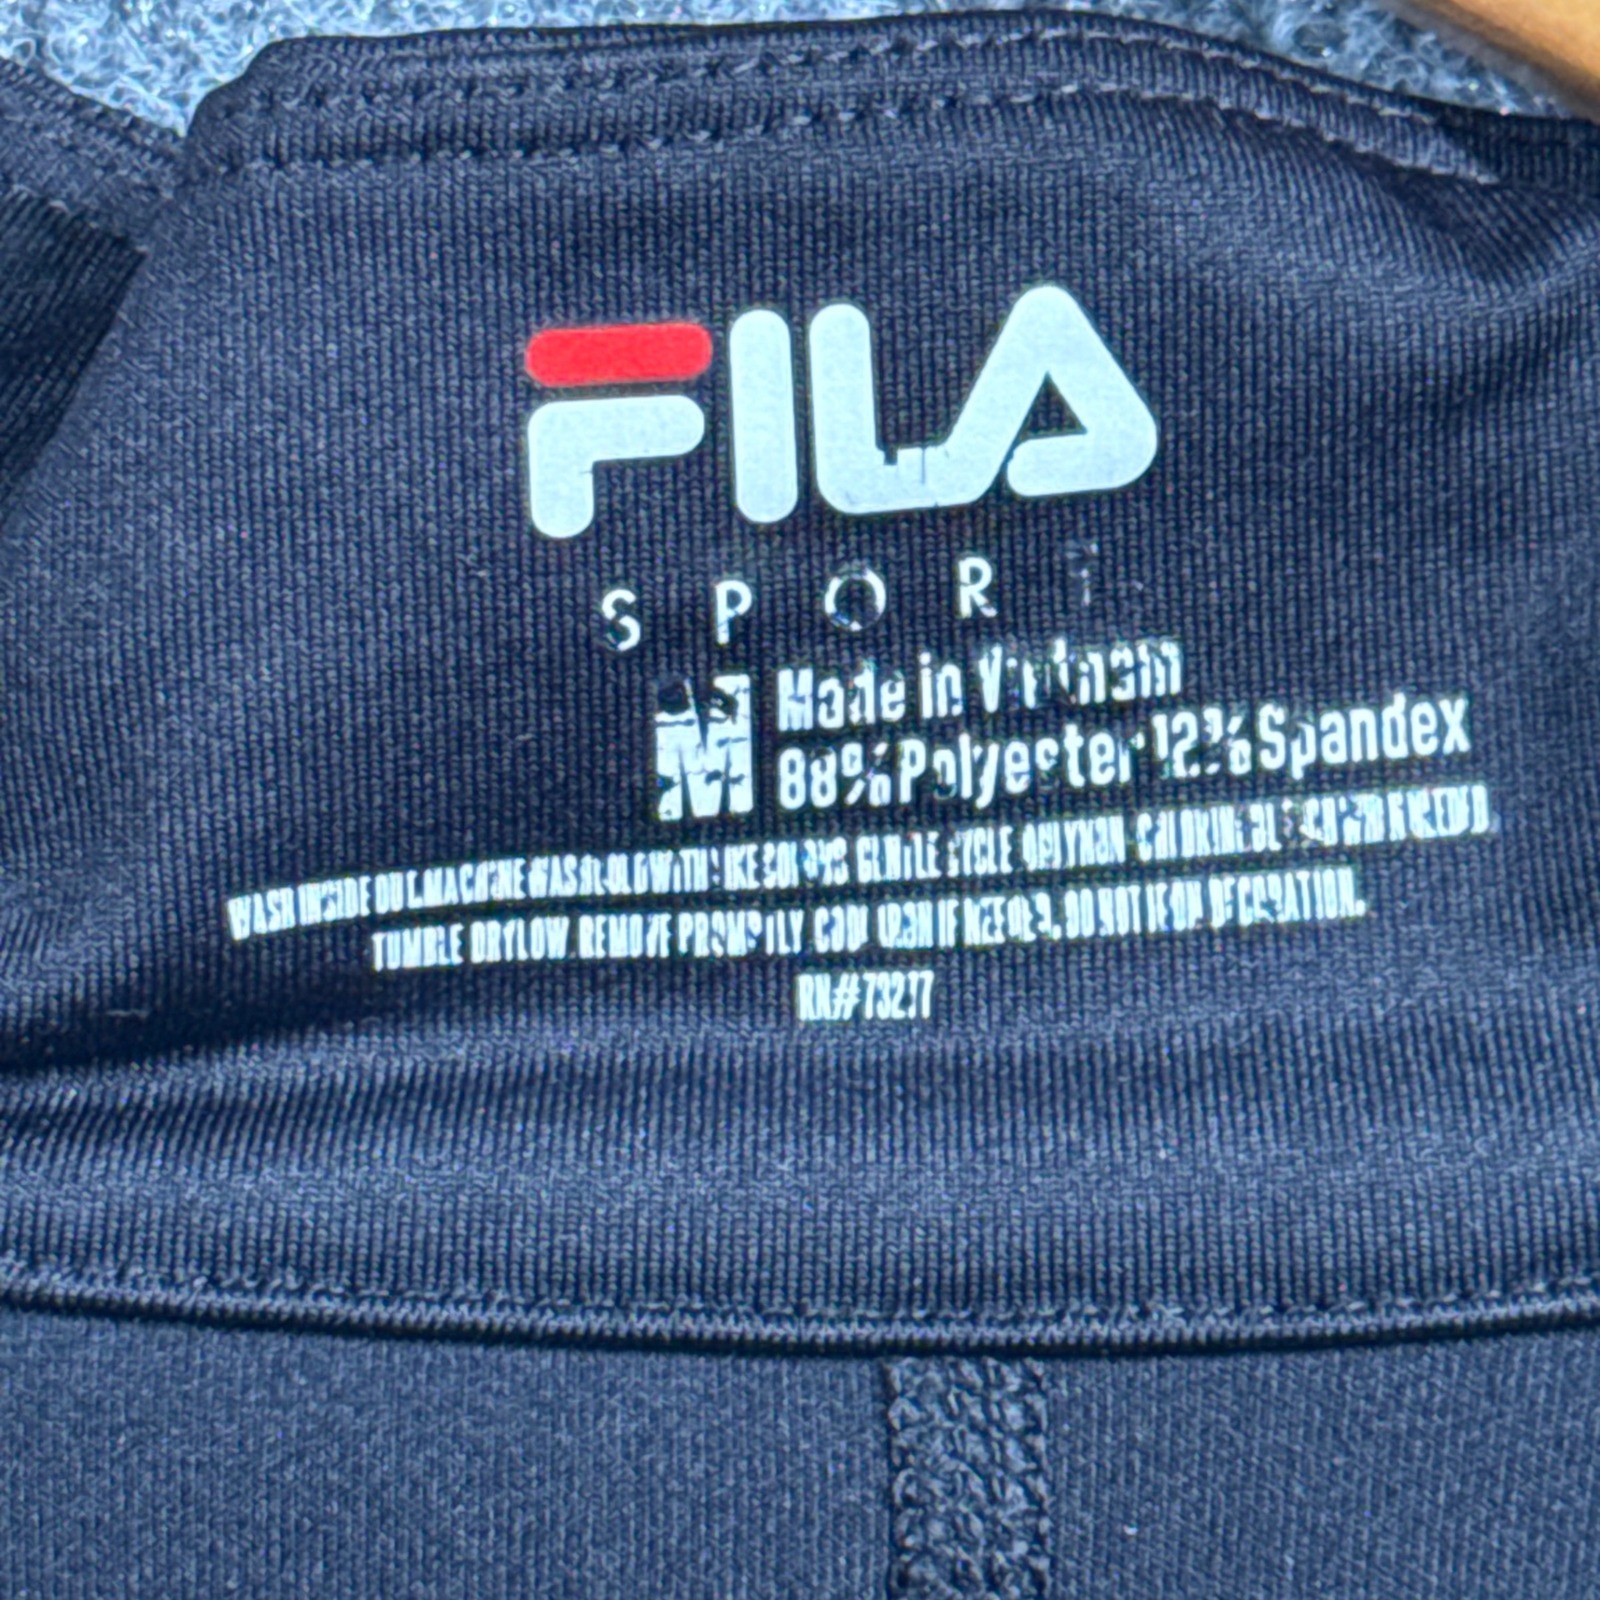 FILA
SPORT
M
Made in Vietnam
88% Polyester 12% Spandex
WASH INSIDE OUT. MACHINE WASH COLD WITH LIKE COLORS GENTLE CYCLE ONLY NON-CHLORINE BLEACH WHEN NEEDED.
TUMBLE DRY LOW. REMOVE PROMPTLY. COOL IRON IF NEEDED. DO NOT IRON DECORATION.
RN#73277